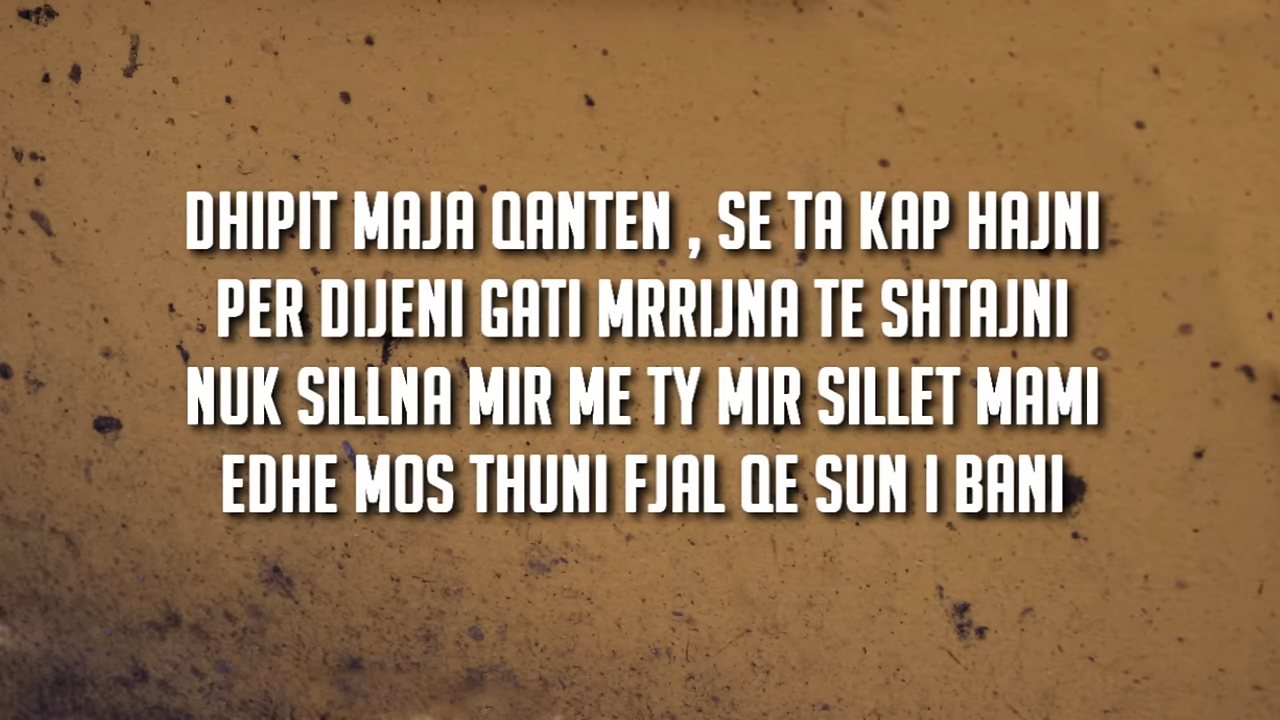 DHIPIT MAJA QANTEN , SE TA KAP HAJNI
PER DIJENI GATI MRRIJNA TE SHTAJNI
NUK SILLNA MIR ME TY MIR SILLET MAMI
EDHE MOS THUNI FJAL QE SUN I BANI